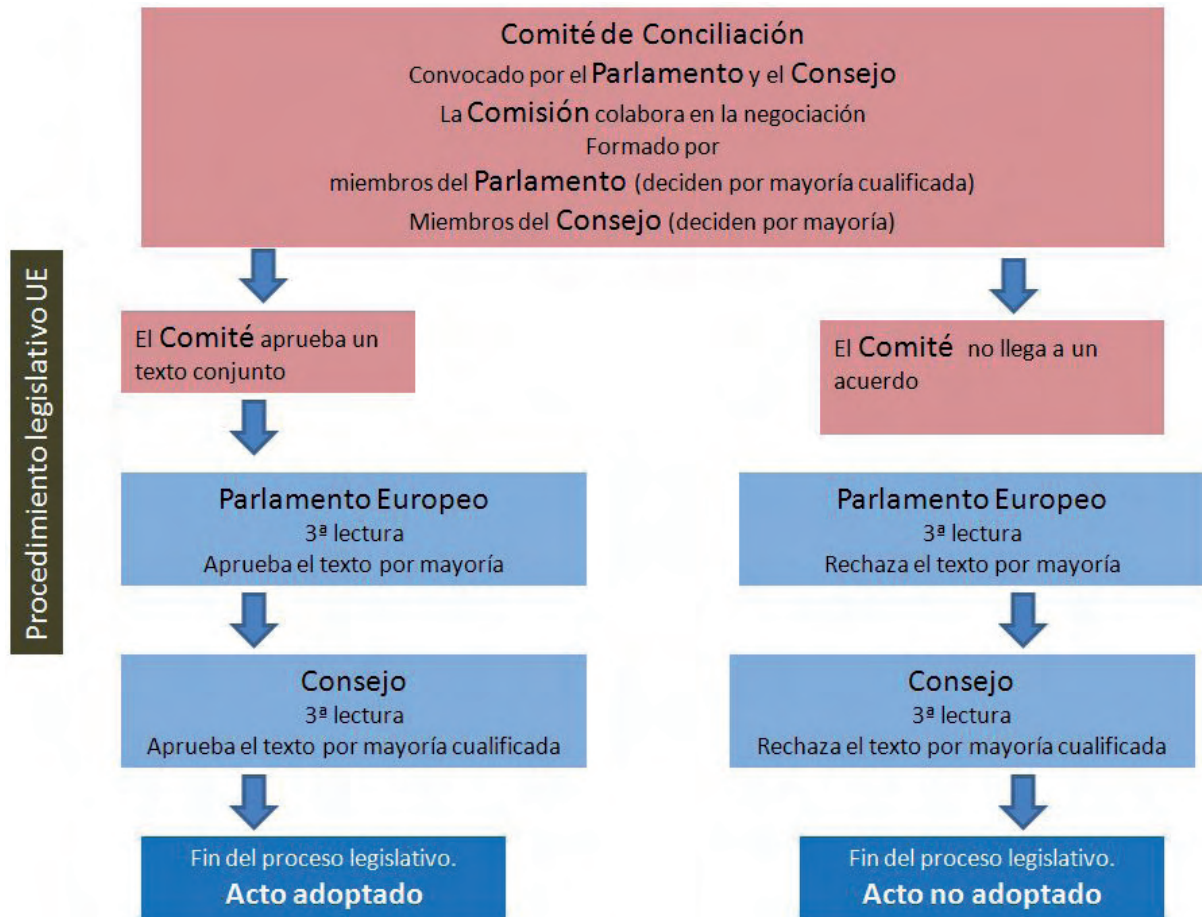 Comité de Conciliación
Convocado por el Parlamento y el Consejo
La Comisión colabora en la negociación
Formado por
miembros del Parlamento (deciden por mayoría cualificada)
Miembros del Consejo (deciden por mayoría)
Procedimiento legislativo UE
El Comité aprueba un
texto conjunto
El Comité no llega a un
acuerdo
Parlamento Europeo
3ª lectura
Aprueba el texto por mayoría
Parlamento Europeo
3ª lectura
Rechaza el texto por mayoría
Consejo
3ª lectura
Aprueba el texto por mayoría cualificada
Consejo
3ª lectura
Rechaza el texto por mayoría cualificada
Fin del proceso legislativo.
Acto adoptado
Fin del proceso legislativo.
Acto no adoptado